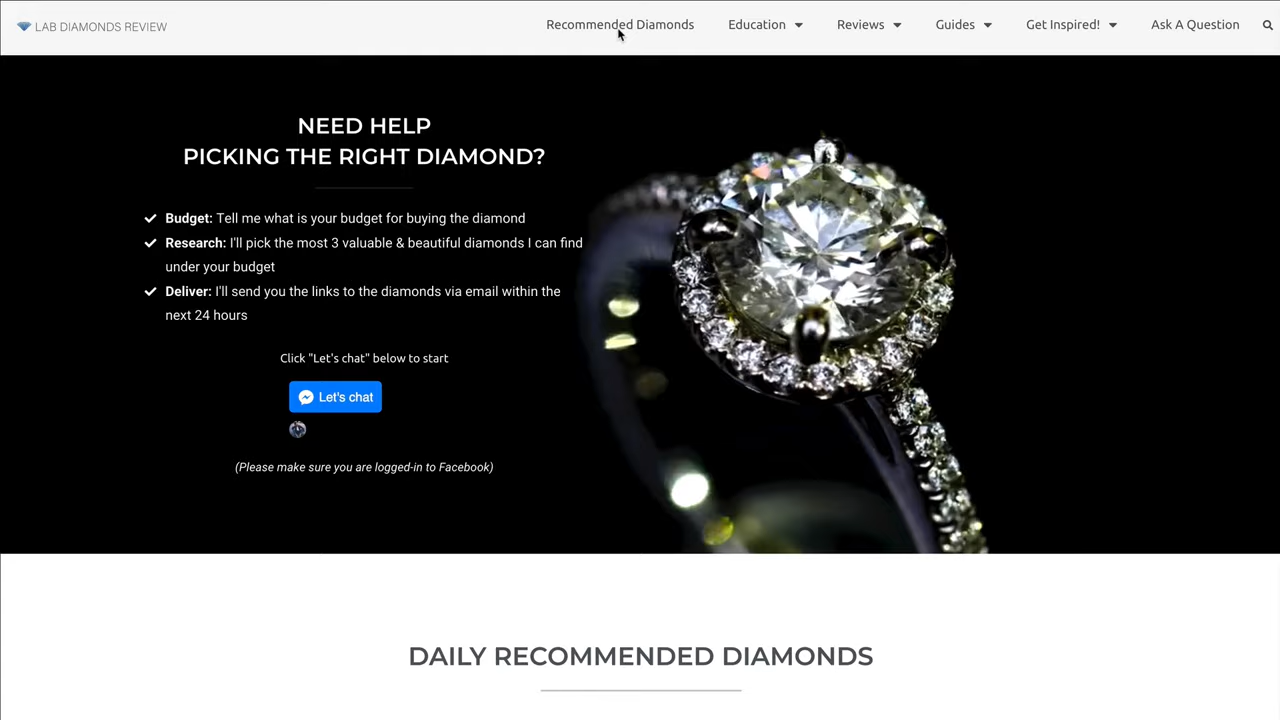 LAB DIAMONDS REVIEW
Recommended Diamonds
Education
Reviews
Guides
Get Inspired!
Ask A Question
NEED HELP
PICKING THE RIGHT DIAMOND?
Budget: Tell me what is your budget for buying the diamond
Research: I'll pick the most 3 valuable & beautiful diamonds I can find
under your budget
Deliver: I'll send you the links to the diamonds via email within the
next 24 hours
Click "Let's chat" below to start
Let's chat
(Please make sure you are logged-in to Facebook)
DAILY RECOMMENDED DIAMONDS